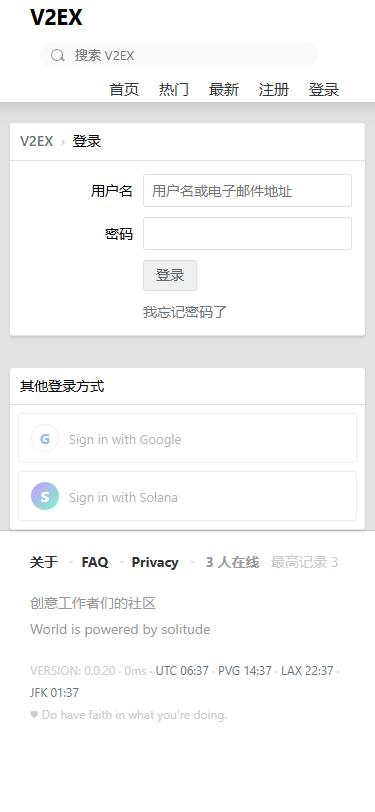 V2EX
搜索 V2EX
首页 热门 最新 注册 登录
V2EX › 登录
用户名 用户名或电子邮件地址
密码
登录
我忘记密码了
其他登录方式
G Sign in with Google
S Sign in with Solana
关于 · FAQ · Privacy · 3 人在线 最高记录 3
创意工作者们的社区
World is powered by solitude
VERSION: 0.0.20 · 0ms · UTC 06:37 · PVG 14:37 · LAX 22:37 ·
JFK 01:37
♥ Do have faith in what you're doing.